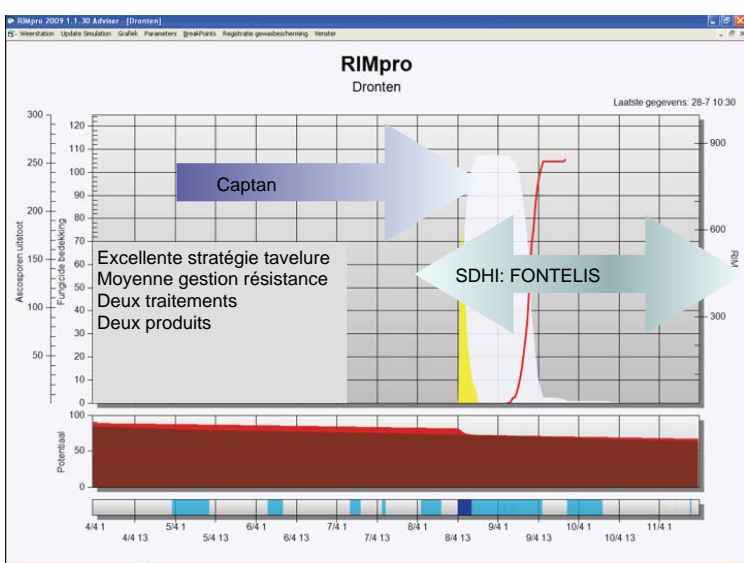 RIMpro 2009 1.1.30 Adviser - [Dronten]
Weerstation Update Simulation Grafiek Parameters BreakPoints Registratie gewasbescherming Venster
RIMpro
Dronten
Laatste gegevens: 28-7 10:30
Captan
Excellente stratégie tavelure
Moyenne gestion résistance
Deux traitements
Deux produits
SDHI: FONTELIS
Ascosporen uitstoot
300
250
200
150
100
50
Fungicide bedekking
120
110
100
90
80
70
60
50
40
30
20
10
0
900
600
300
RIM
Potentiaal
100
50
0
4/4 1 5/4 1 6/4 1 7/4 1 8/4 1 9/4 1 10/4 1 11/4 1
4/4 13 5/4 13 6/4 13 7/4 13 8/4 13 9/4 13 10/4 13